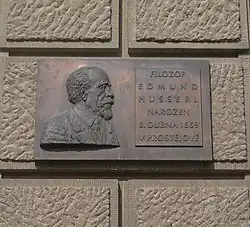 FILOZOF
EDMUND
HUSSERL
NAROZEN
8. DUBNA 1859
V PROSTĚJOVĚ